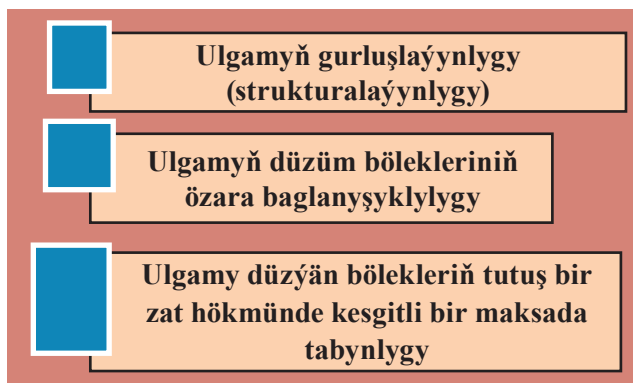 Ulgamyň gurluşlaýynlygy
(strukturalaýynlygy)
Ulgamyň düzüm bölekleriniň
özara baglanyşyklylygy
Ulgamy düzýän bölekleriň tutuş bir
zat hökmünde kesgitli bir maksada
tabynlygy